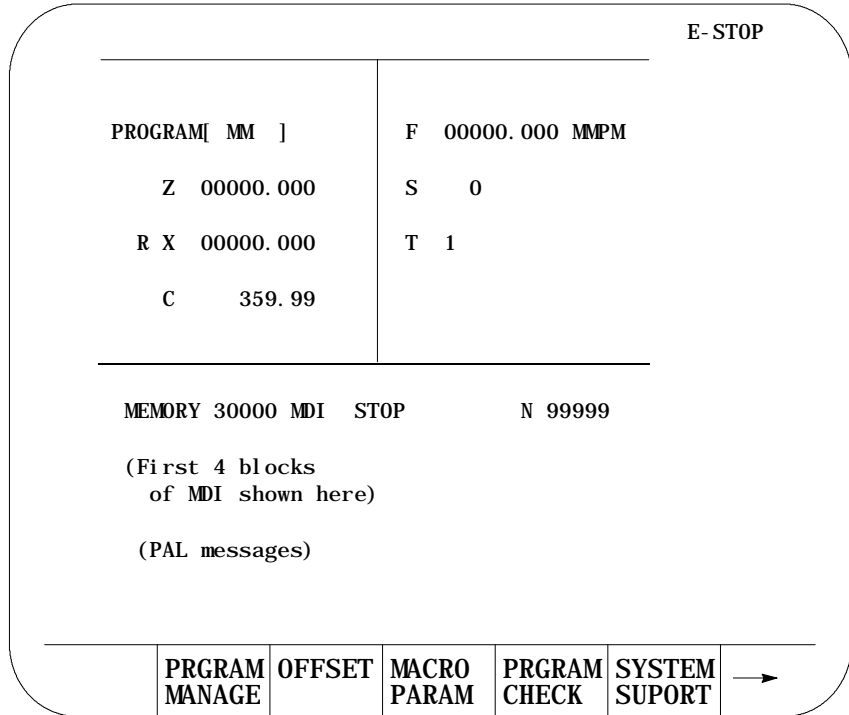 E-STOP
PROGRAM[ MM ] F 00000.000 MMPM
Z 00000.000 S 0
R X 00000.000 T 1
C 359.99
MEMORY 30000 MDI STOP N 99999
(First 4 blocks
of MDI shown here)
(PAL messages)
PRGRAM OFFSET MACRO PRGRAM SYSTEM
MANAGE PARAM CHECK SUPORT